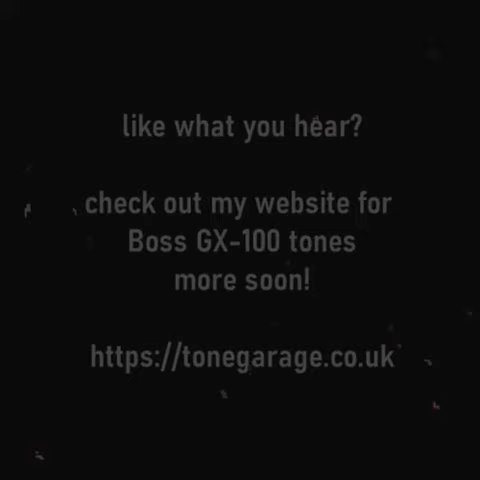 like what you hear?
check out my website for
Boss GX-100 tones
more soon!
https://tonegarage.co.uk